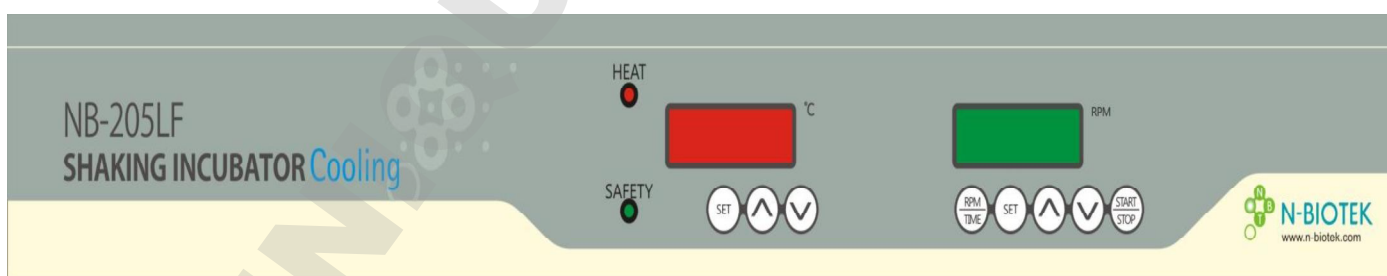 NB-205LF
SHAKING INCUBATOR Cooling
HEAT
°C
SAFETY
SET
RPM
RPM
TIME
SET
START
STOP
N
B
T
N-BIOTEK
www.n-biotek.com